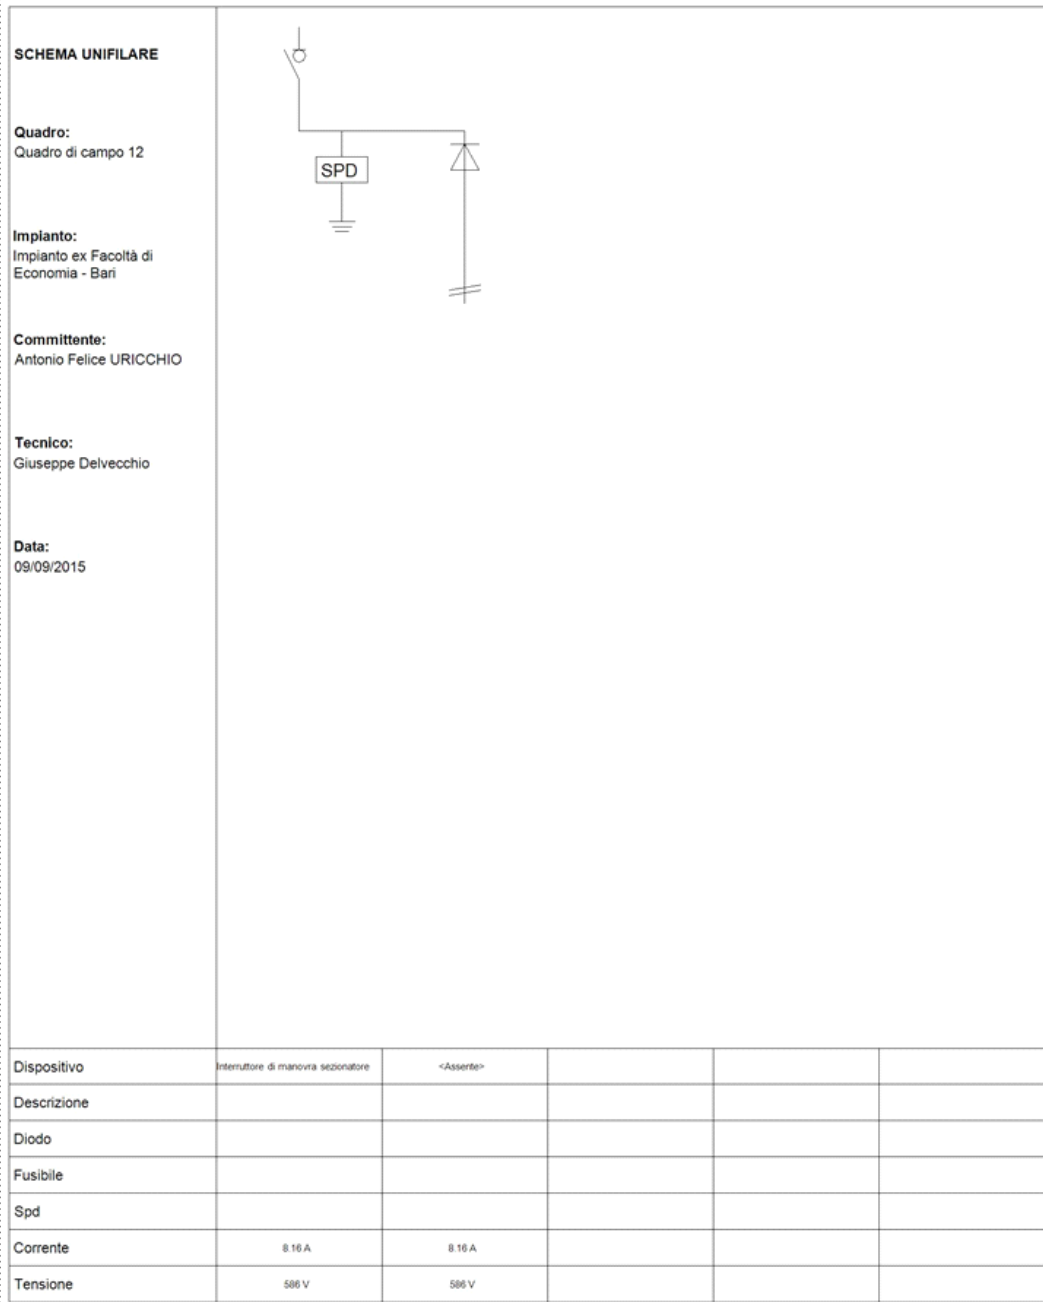 SCHEMA UNIFILARE
Quadro:
Quadro di campo 12
Impianto:
Impianto ex Facoltà di
Economia - Bari
Committente:
Antonio Felice URICCHIO
Tecnico:
Giuseppe Delvecchio
Data:
09/09/2015
SPD
Dispositivo Interruttore di manovra sezionatore <Assente>
Descrizione
Diodo
Fusibile
Spd
Corrente 8.16 A 8.16 A
Tensione 586 V 586 V